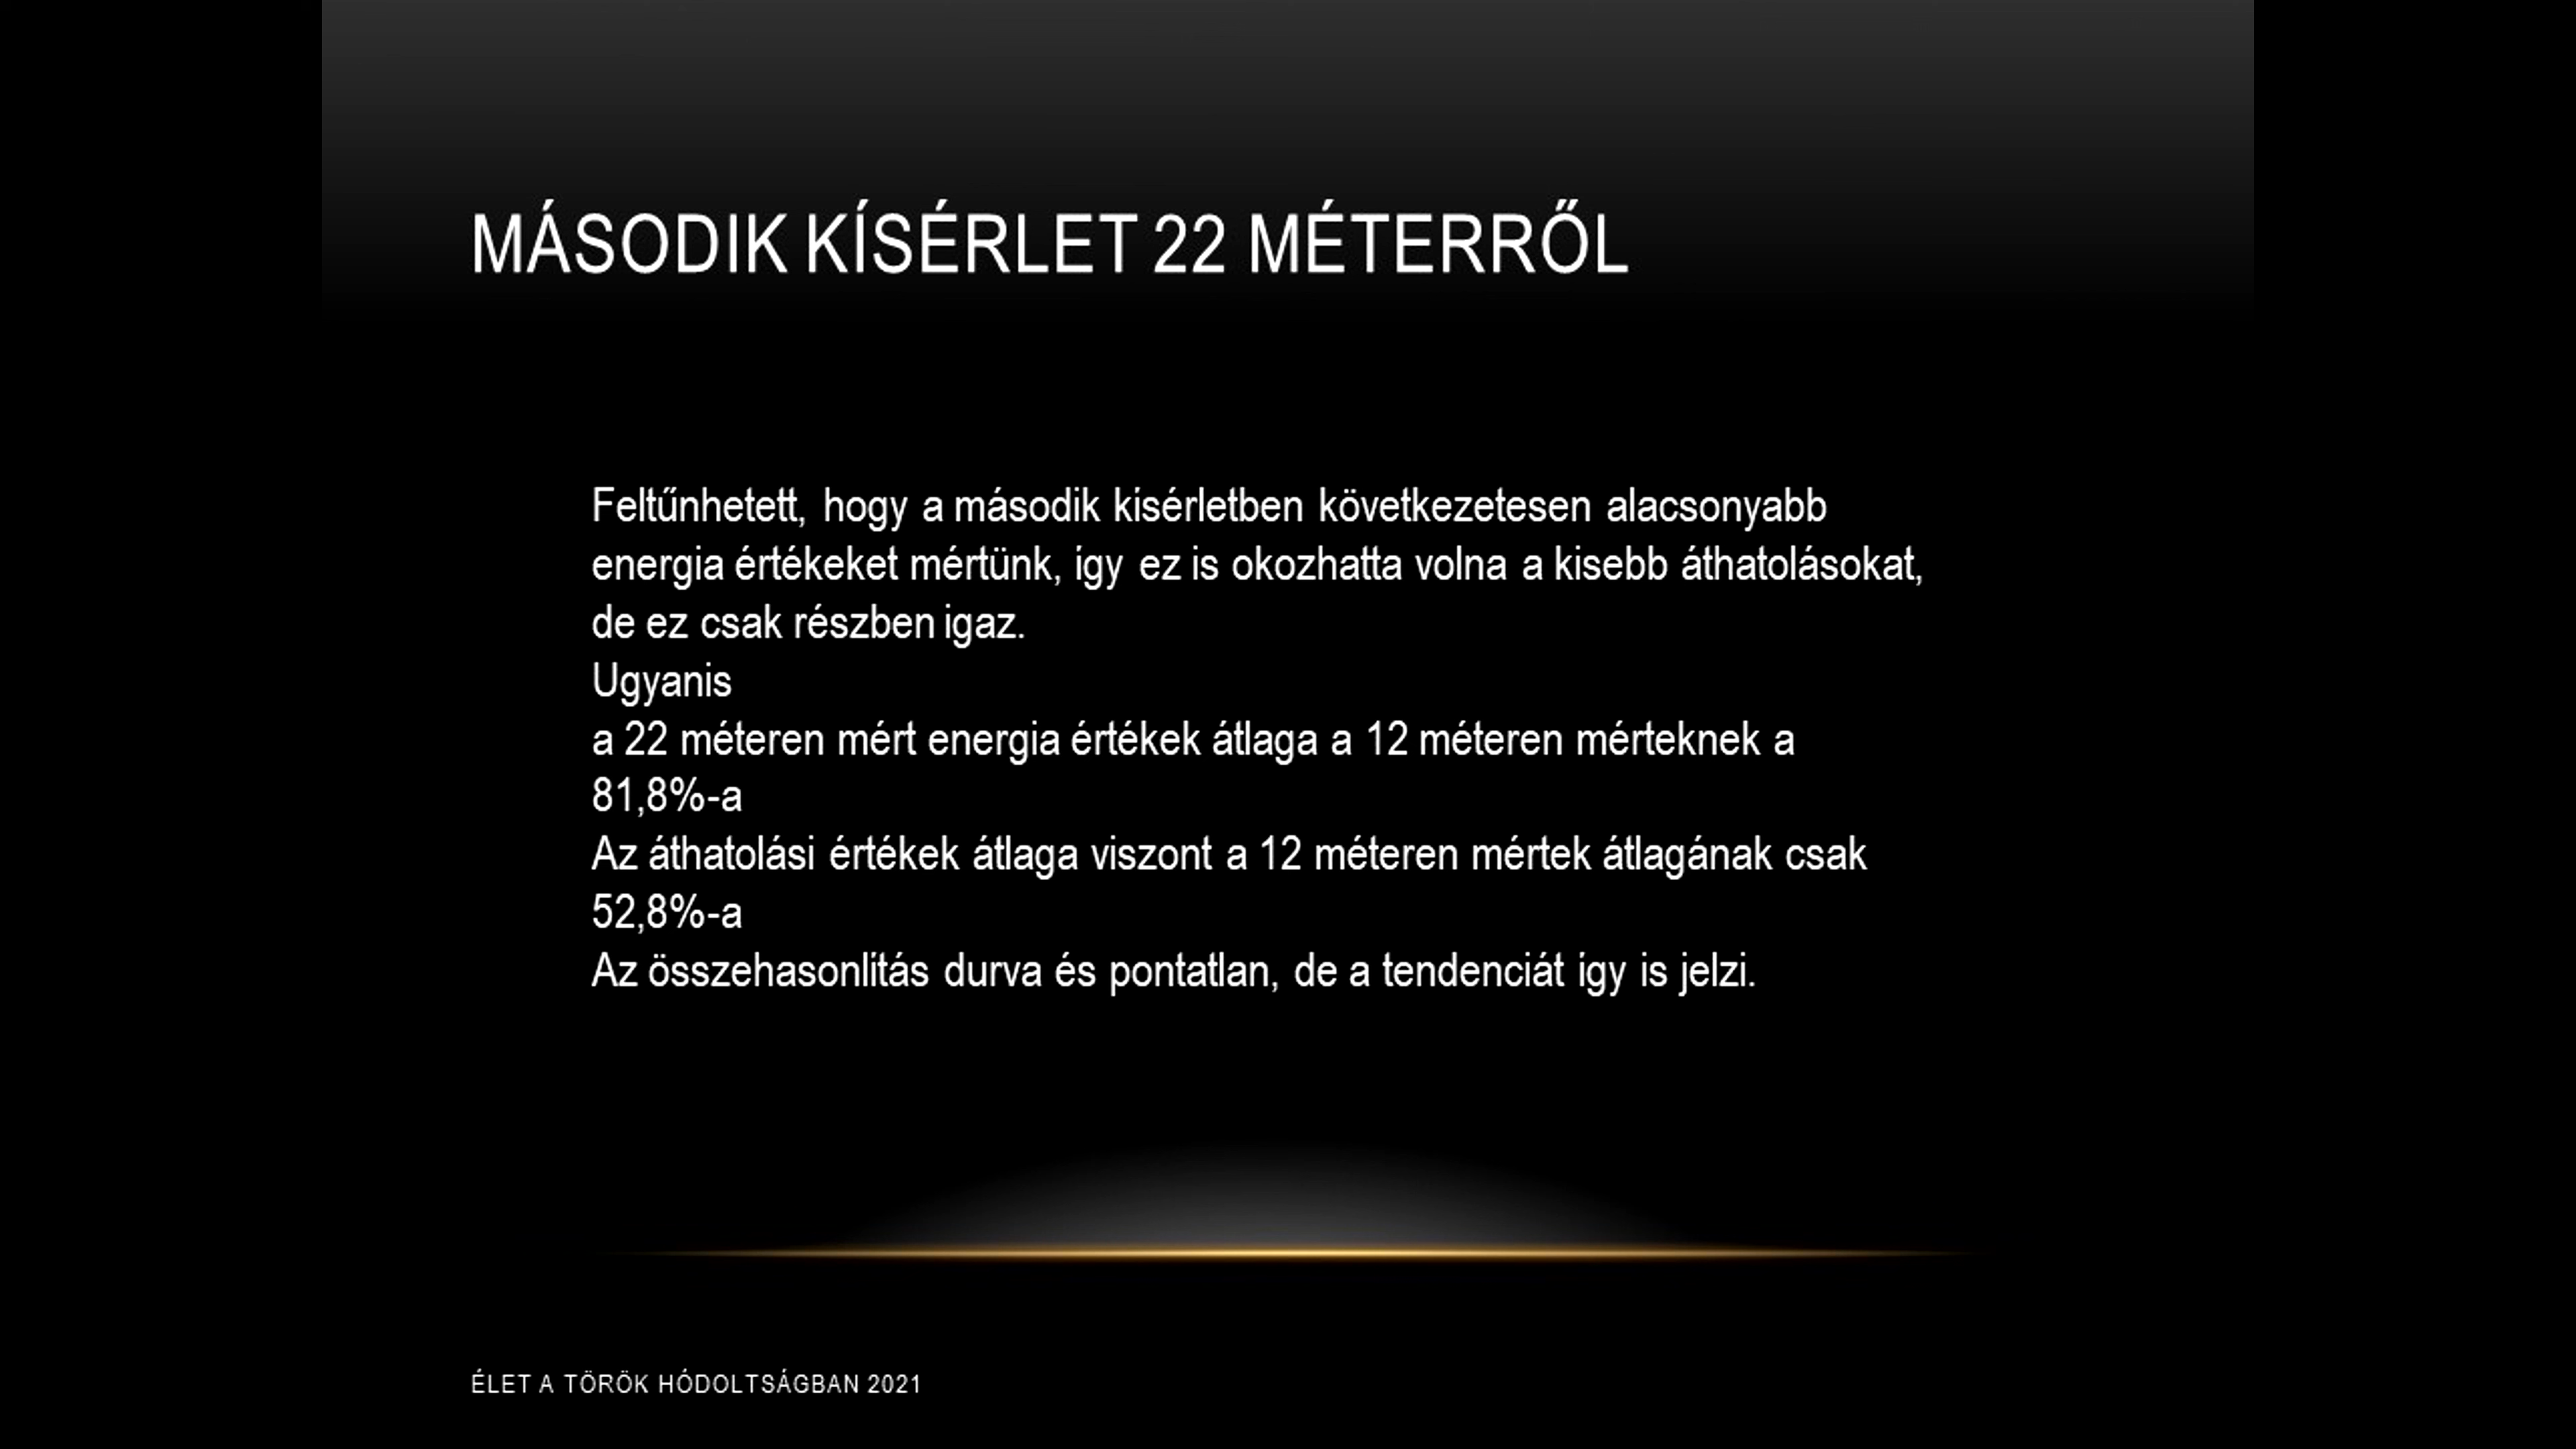 MÁSODIK KÍSÉRLET 22 MÉTERRŐL
Feltűnhetett, hogy a második kisérletben következetesen alacsonyabb
energia értékeket mértünk, így ez is okozhatta volna a kisebb áthatolásokat,
de ez csak részben igaz.
Ugyanis
a 22 méteren mért energia értékek átlaga a 12 méteren mérteknek a
81,8%-a
Az áthatolási értékek átlaga viszont a 12 méteren mértek átlagának csak
52,8%-a
Az összehasonlítás durva és pontatlan, de a tendenciát így is jelzi.
ÉLET A TÖRÖK HÓDOLTSÁGBAN 2021